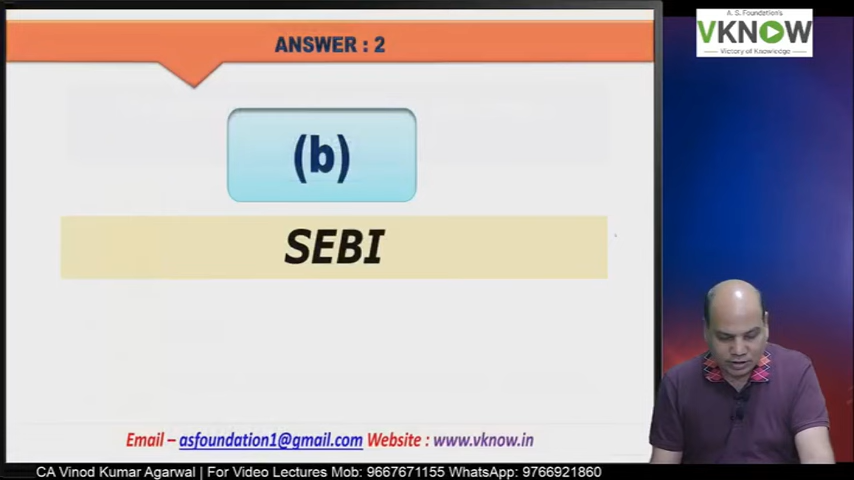 A. S. Foundation's
VKNOW
Victory of Knowledge
ANSWER : 2
(b)
SEBI
Email – asfoundation1@gmail.com Website : www.vknow.in
CA Vinod Kumar Agarwal | For Video Lectures Mob: 9667671155 WhatsApp: 9766921860